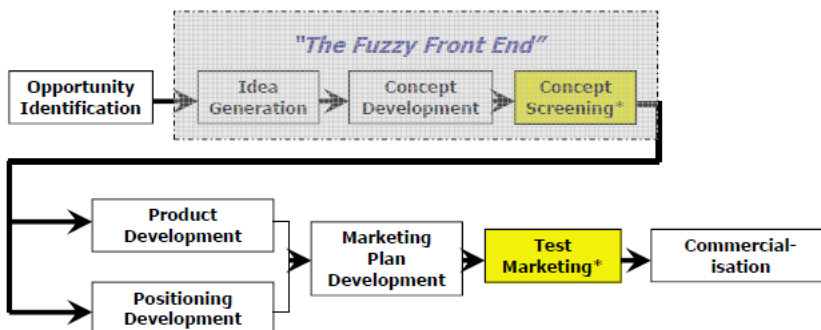 "The Fuzzy Front End"
Opportunity
Identification
Idea
Generation
Concept
Development
Concept
Screening*
Product
Development
Positioning
Development
Marketing
Plan
Development
Test
Marketing*
Commercial-
isation